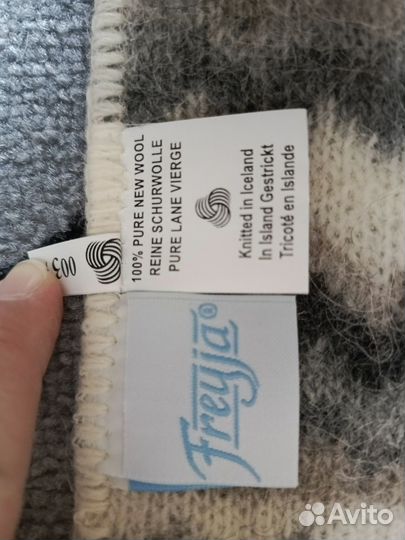 100% PURE NEW WOOL
REINE SCHURWOLLE
PURE LANE VIERGE
Knitted in Iceland
In Island Gestrickt
Tricoté en Islande
003
Freyja®
Avito